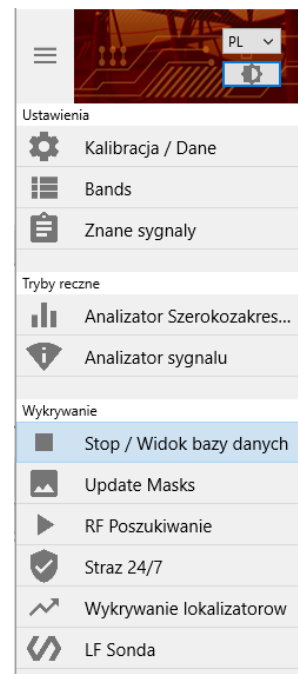 PL
Ustawienia
Kalibracja / Dane
Bands
Znane sygnaly
Tryby reczne
Analizator Szerokozakres...
Analizator sygnalu
Wykrywanie
Stop / Widok bazy danych
Update Masks
RF Poszukiwanie
Straz 24/7
Wykrywanie lokalizatorow
LF Sonda